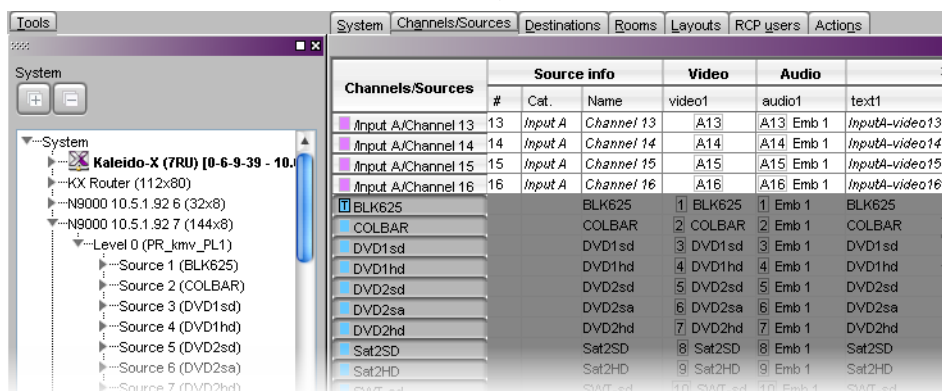 Tools
System
Kaleido-X (7RU) [0-6-9-39 - 10.
System
KX Router (112x80)
N9000 10.5.1.92 6 (32x8)
N9000 10.5.1.92 7 (144x8)
Level 0 (PR_kmv_PL1)
Source 1 (BLK625)
Source 2 (COLBAR)
Source 3 (DVD1sd)
Source 4 (DVD1hd)
Source 5 (DVD2sd)
Source 6 (DVD2sa)
Source 7 (DVD2hd)
System Channels/Sources Destinations Rooms Layouts RCP users Actions
Channels/Sources Source info Video Audio
# Cat. Name video1 audio1 text1
/Input A/Channel 13 13 Input A Channel 13 A13 A13 Emb 1 InputA-video13
/Input A/Channel 14 14 Input A Channel 14 A14 A14 Emb 1 InputA-video14
/Input A/Channel 15 15 Input A Channel 15 A15 A15 Emb 1 InputA-video15
/Input A/Channel 16 16 Input A Channel 16 A16 A16 Emb 1 InputA-video16
T BLK625 BLK625 1 BLK625 1 Emb 1 BLK625
COLBAR COLBAR 2 COLBAR 2 Emb 1 COLBAR
DVD1sd DVD1sd 3 DVD1sd 3 Emb 1 DVD1sd
DVD1hd DVD1hd 4 DVD1hd 4 Emb 1 DVD1hd
DVD2sd DVD2sd 5 DVD2sd 5 Emb 1 DVD2sd
DVD2sa DVD2sa 6 DVD2sa 6 Emb 1 DVD2sa
DVD2hd DVD2hd 7 DVD2hd 7 Emb 1 DVD2hd
Sat2SD Sat2SD 8 Sat2SD 8 Emb 1 Sat2SD
Sat2HD Sat2HD 9 Sat2HD 9 Emb 1 Sat2HD